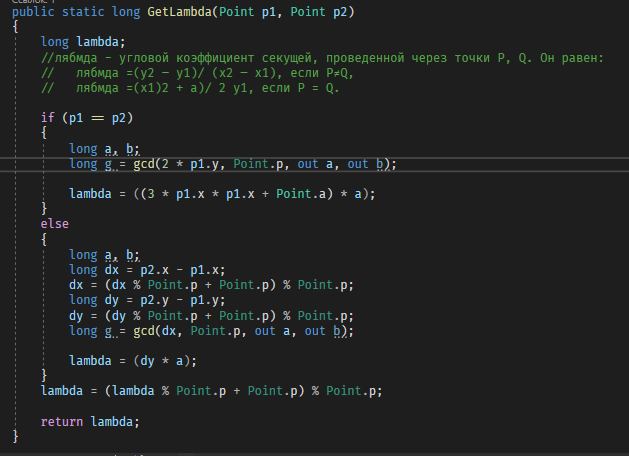 public static long GetLambda(Point p1, Point p2)
{
long lambda;
//лябмда - угловой коэффициент секущей, проведенной через точки P, Q. Он равен:
//   лябмда =(y2 − y1)/ (x2 − x1), если P≠Q,
//   лябмда =(x1)2 + a)/ 2 y1, если P = Q.
if (p1 == p2)
{
long a, b;
long g = gcd(2 * p1.y, Point.p, out a, out b);
lambda = ((3 * p1.x * p1.x + Point.a) * a);
}
else
{
long a, b;
long dx = p2.x - p1.x;
dx = (dx % Point.p + Point.p) % Point.p;
long dy = p2.y - p1.y;
dy = (dy % Point.p + Point.p) % Point.p;
long g = gcd(dx, Point.p, out a, out b);
lambda = (dy * a);
}
lambda = (lambda % Point.p + Point.p) % Point.p;
return lambda;
}